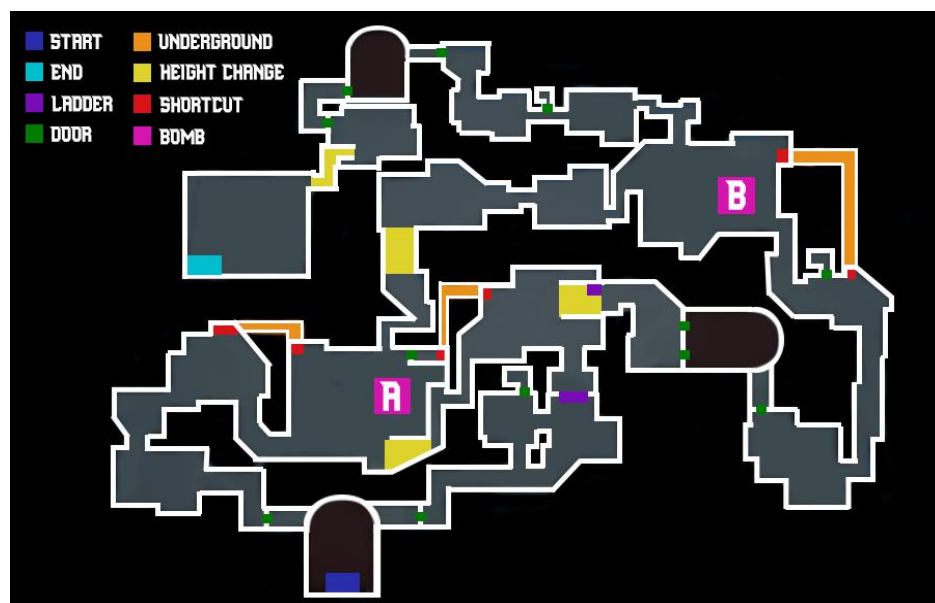 START
END
LADDER
DOOR
UNDERGROUND
HEIGHT CHANGE
SHORTCUT
BOMB
B
A